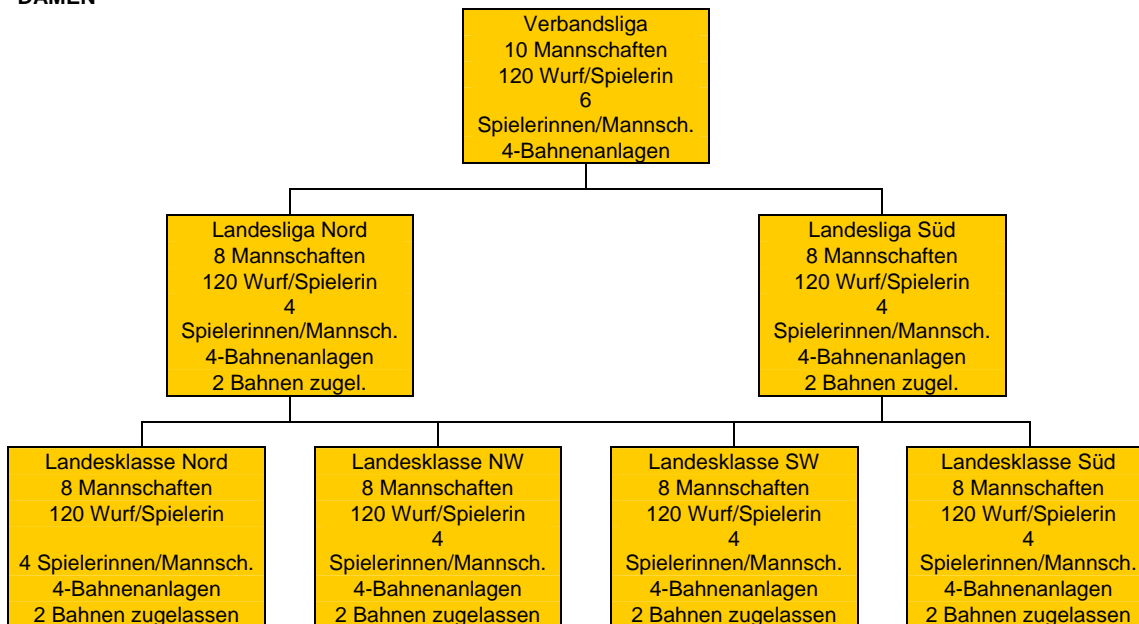 DAMEN
Verbandsliga
10 Mannschaften
120 Wurf/Spielerin
6
Spielerinnen/Mannsch.
4-Bahnenanlagen
Landesliga Nord
8 Mannschaften
120 Wurf/Spielerin
4
Spielerinnen/Mannsch.
4-Bahnenanlagen
2 Bahnen zugel.
Landesliga Süd
8 Mannschaften
120 Wurf/Spielerin
4
Spielerinnen/Mannsch.
4-Bahnenanlagen
2 Bahnen zugel.
Landesklasse Nord
8 Mannschaften
120 Wurf/Spielerin
4 Spielerinnen/Mannsch.
4-Bahnenanlagen
2 Bahnen zugelassen
Landesklasse NW
8 Mannschaften
120 Wurf/Spielerin
4
Spielerinnen/Mannsch.
4-Bahnenanlagen
2 Bahnen zugelassen
Landesklasse SW
8 Mannschaften
120 Wurf/Spielerin
4
Spielerinnen/Mannsch.
4-Bahnenanlagen
2 Bahnen zugelassen
Landesklasse Süd
8 Mannschaften
120 Wurf/Spielerin
4
Spielerinnen/Mannsch.
4-Bahnenanlagen
2 Bahnen zugelassen